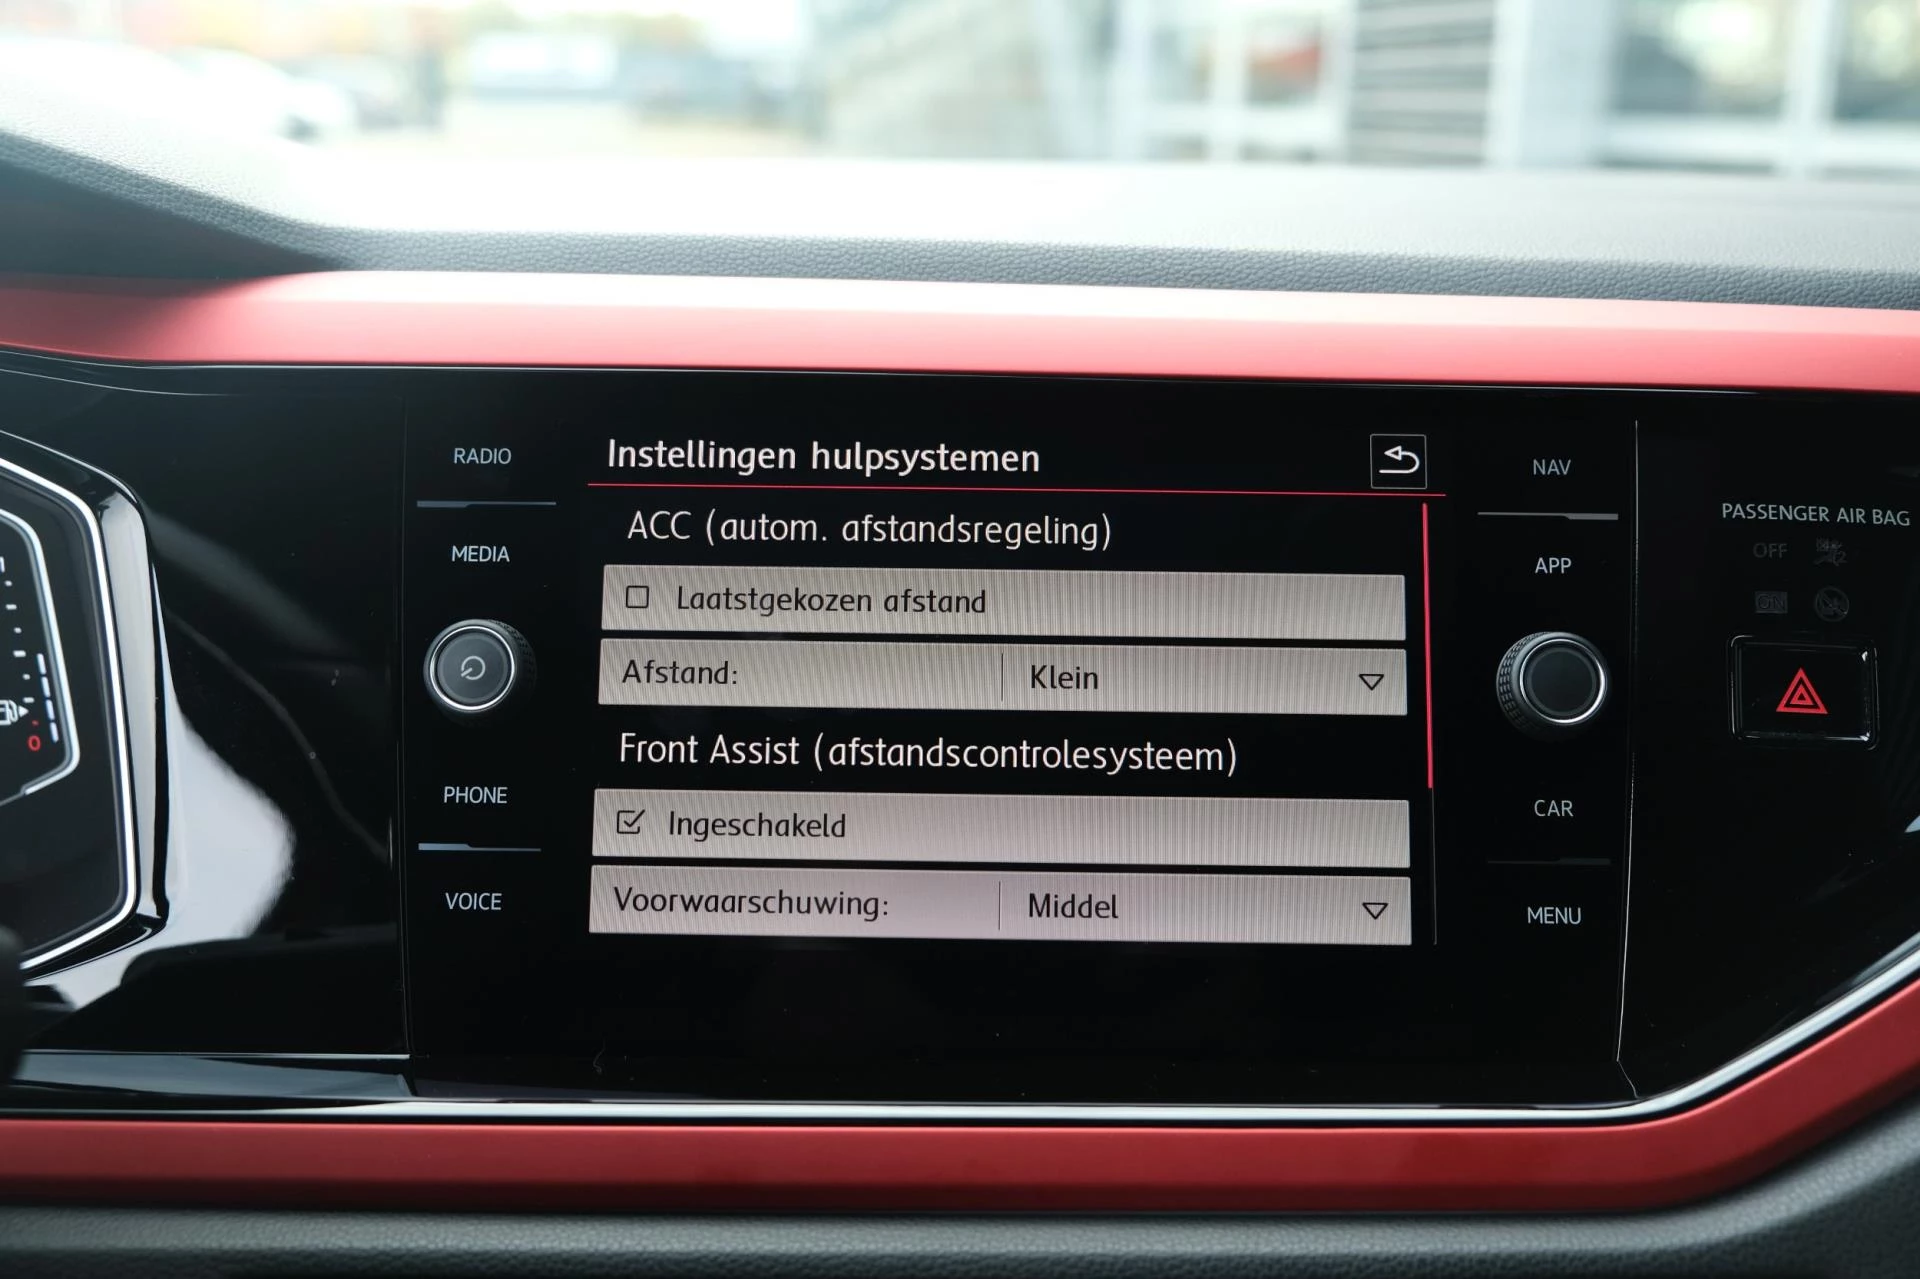 RADIO
MEDIA
PHONE
VOICE
Instellingen hulpsystemen
ACC (autom. afstandsregeling)
Laatstgekozen afstand
Afstand: Klein
Front Assist (afstandscontrolesysteem)
Ingeschakeld
Voorwaarschuwing: Middel
NAV
APP
CAR
MENU
PASSENGER AIR BAG
OFF
ON
0